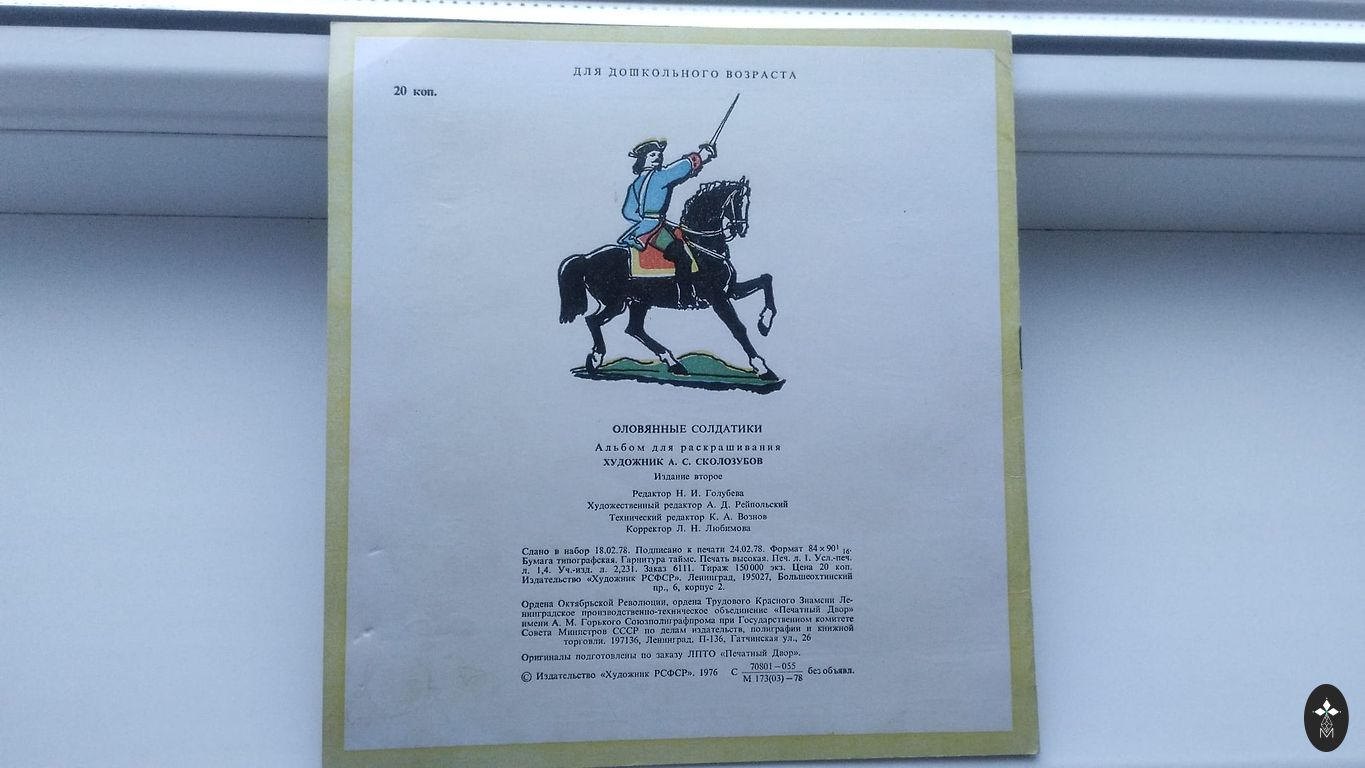 ДЛЯ ДОШКОЛЬНОГО ВОЗРАСТА
20 коп.
ОЛОВЯННЫЕ СОЛДАТИКИ
Альбом для раскрашивания
ХУДОЖНИК А. С. СКОЛОЗУБОВ
Издание второе
Редактор Н. И. Голубева
Художественный редактор А. Д. Рейпольский
Технический редактор К. А. Вознов
Корректор Л. Н. Любимова
Сдано в набор 18.02.78. Подписано к печати 24.02.78. Формат 84×90¹/₁₆.
Бумага типографская. Гарнитура таймс. Печать высокая. Печ. л. 1. Усл.-печ.
л. 1,4. Уч.-изд. л. 2,231. Заказ 6111. Тираж 150000 экз. Цена 20 коп.
Издательство «Художник РСФСР». Ленинград, 195027, Большеохтинский
пр., 6, корпус 2.
Ордена Октябрьской Революции, ордена Трудового Красного Знамени Ле-
нинградское производственно-техническое объединение «Печатный Двор»
имени А. М. Горького Союзполиграфпрома при Государственном комитете
Совета Министров СССР по делам издательств, полиграфии и книжной
торговли. 197136, Ленинград, П-136, Гатчинская ул., 26
Оригиналы подготовлены по заказу ЛПТО «Печатный Двор».
© Издательство «Художник РСФСР». 1976 С 70801–055 без объявл.
М 173(03)–78
М